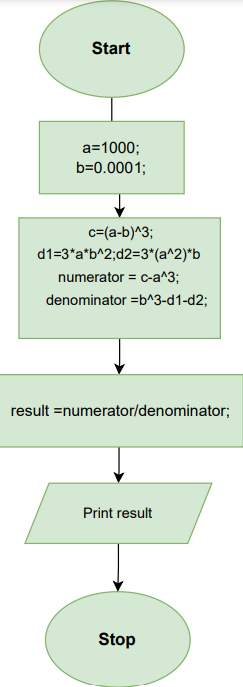 Start
a=1000;
b=0.0001;
c=(a-b)^3;
d1=3*a*b^2;d2=3*(a^2)*b
numerator = c-a^3;
denominator =b^3-d1-d2;
result =numerator/denominator;
Print result
Stop